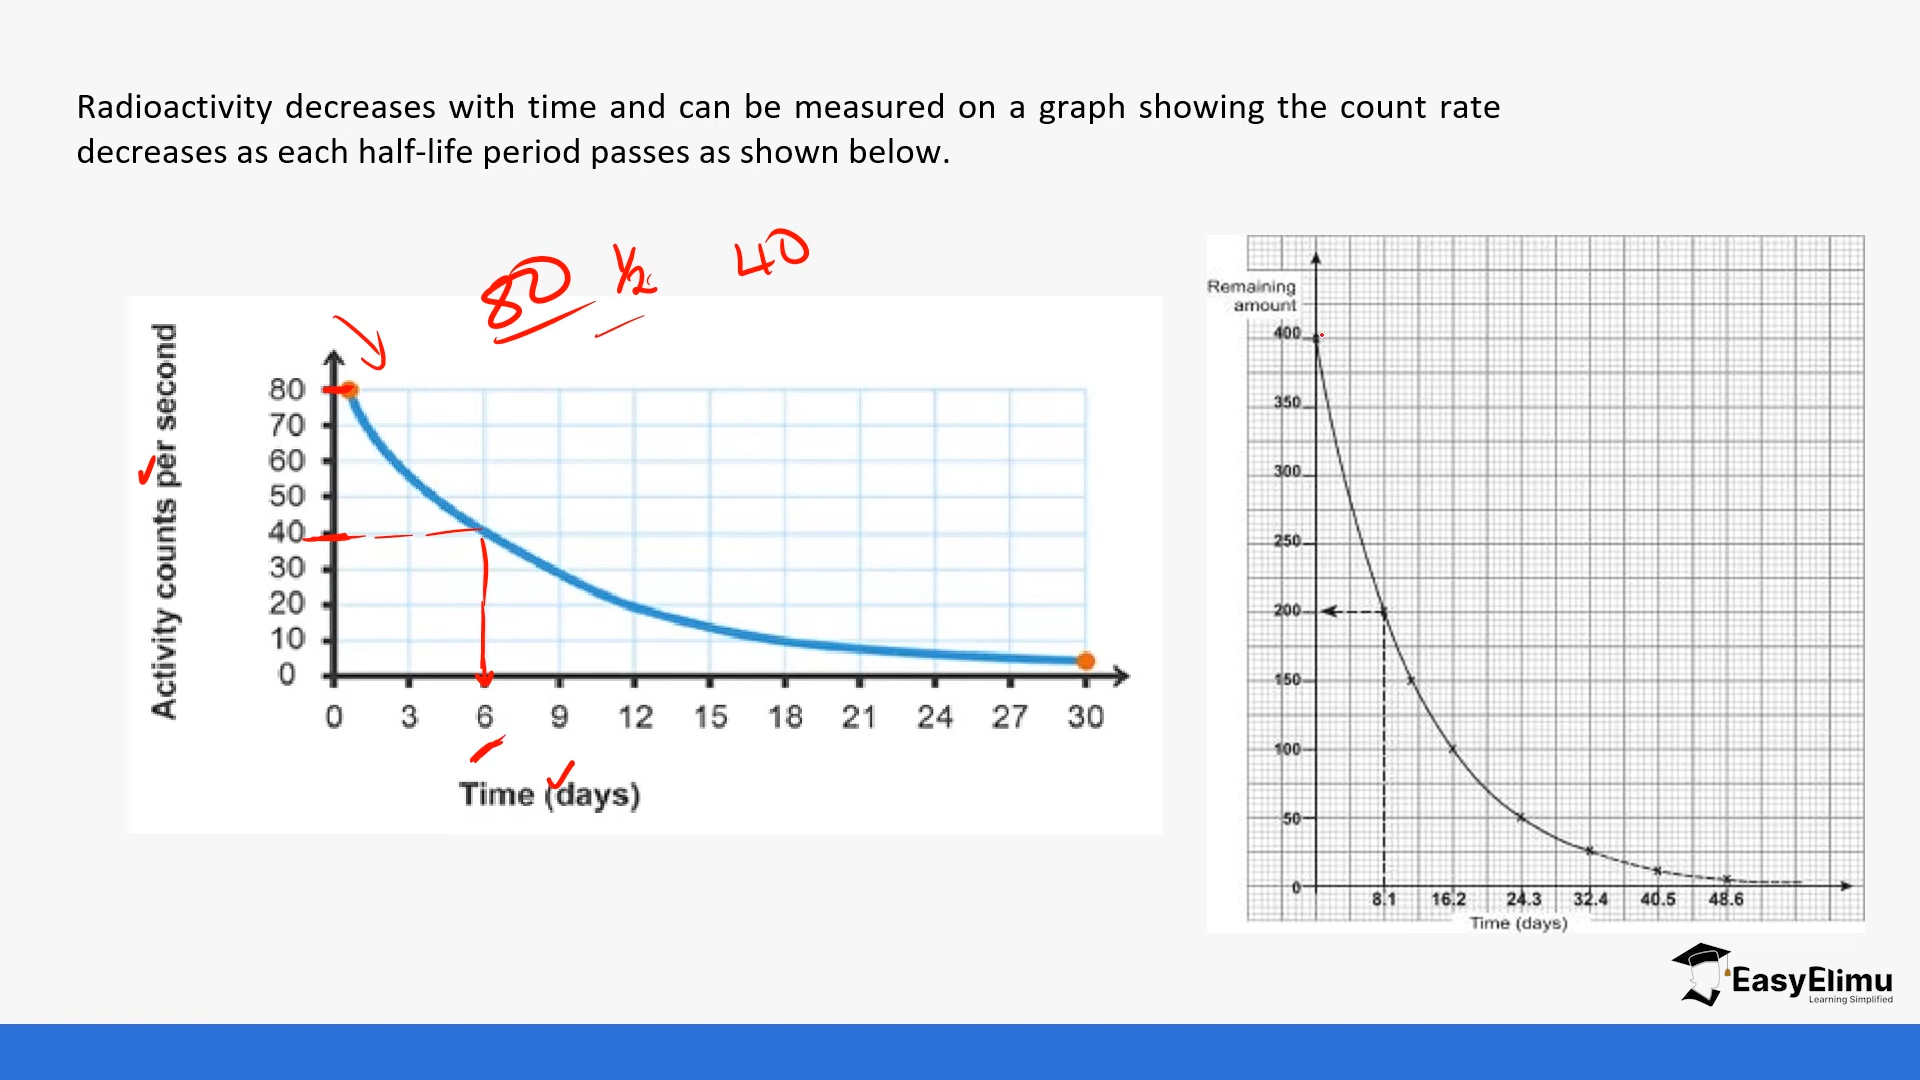 Radioactivity decreases with time and can be measured on a graph showing the count rate
decreases as each half-life period passes as shown below.
80 1/2 40
Activity counts per second
80
70
60
50
40
30
20
10
0
0 3 6 9 12 15 18 21 24 27 30
Time (days)
Remaining
amount
400
350
300
250
200
150
100
50
0
8.1 16.2 24.3 32.4 40.5 48.6
Time (days)
EasyElimu
Learning Simplified